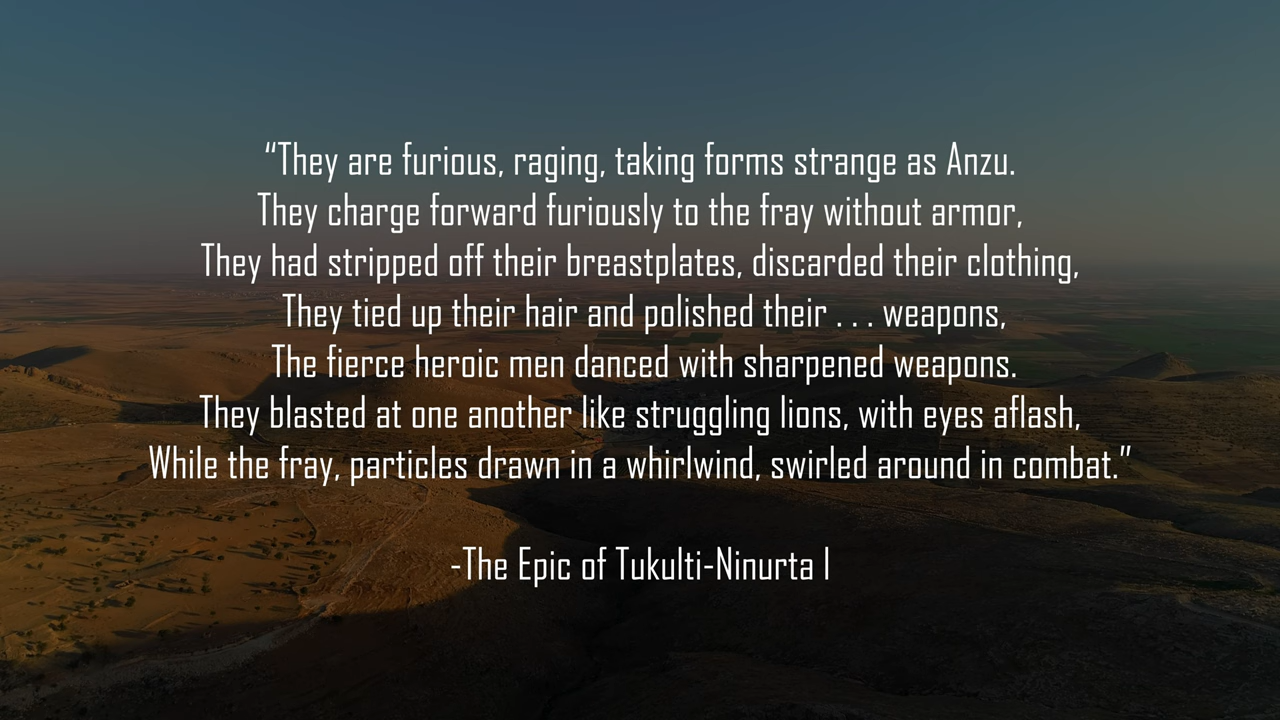 “They are furious, raging, taking forms strange as Anzu.
They charge forward furiously to the fray without armor,
They had stripped off their breastplates, discarded their clothing,
They tied up their hair and polished their . . . weapons,
The fierce heroic men danced with sharpened weapons.
They blasted at one another like struggling lions, with eyes aflash,
While the fray, particles drawn in a whirlwind, swirled around in combat.”
-The Epic of Tukulti-Ninurta I